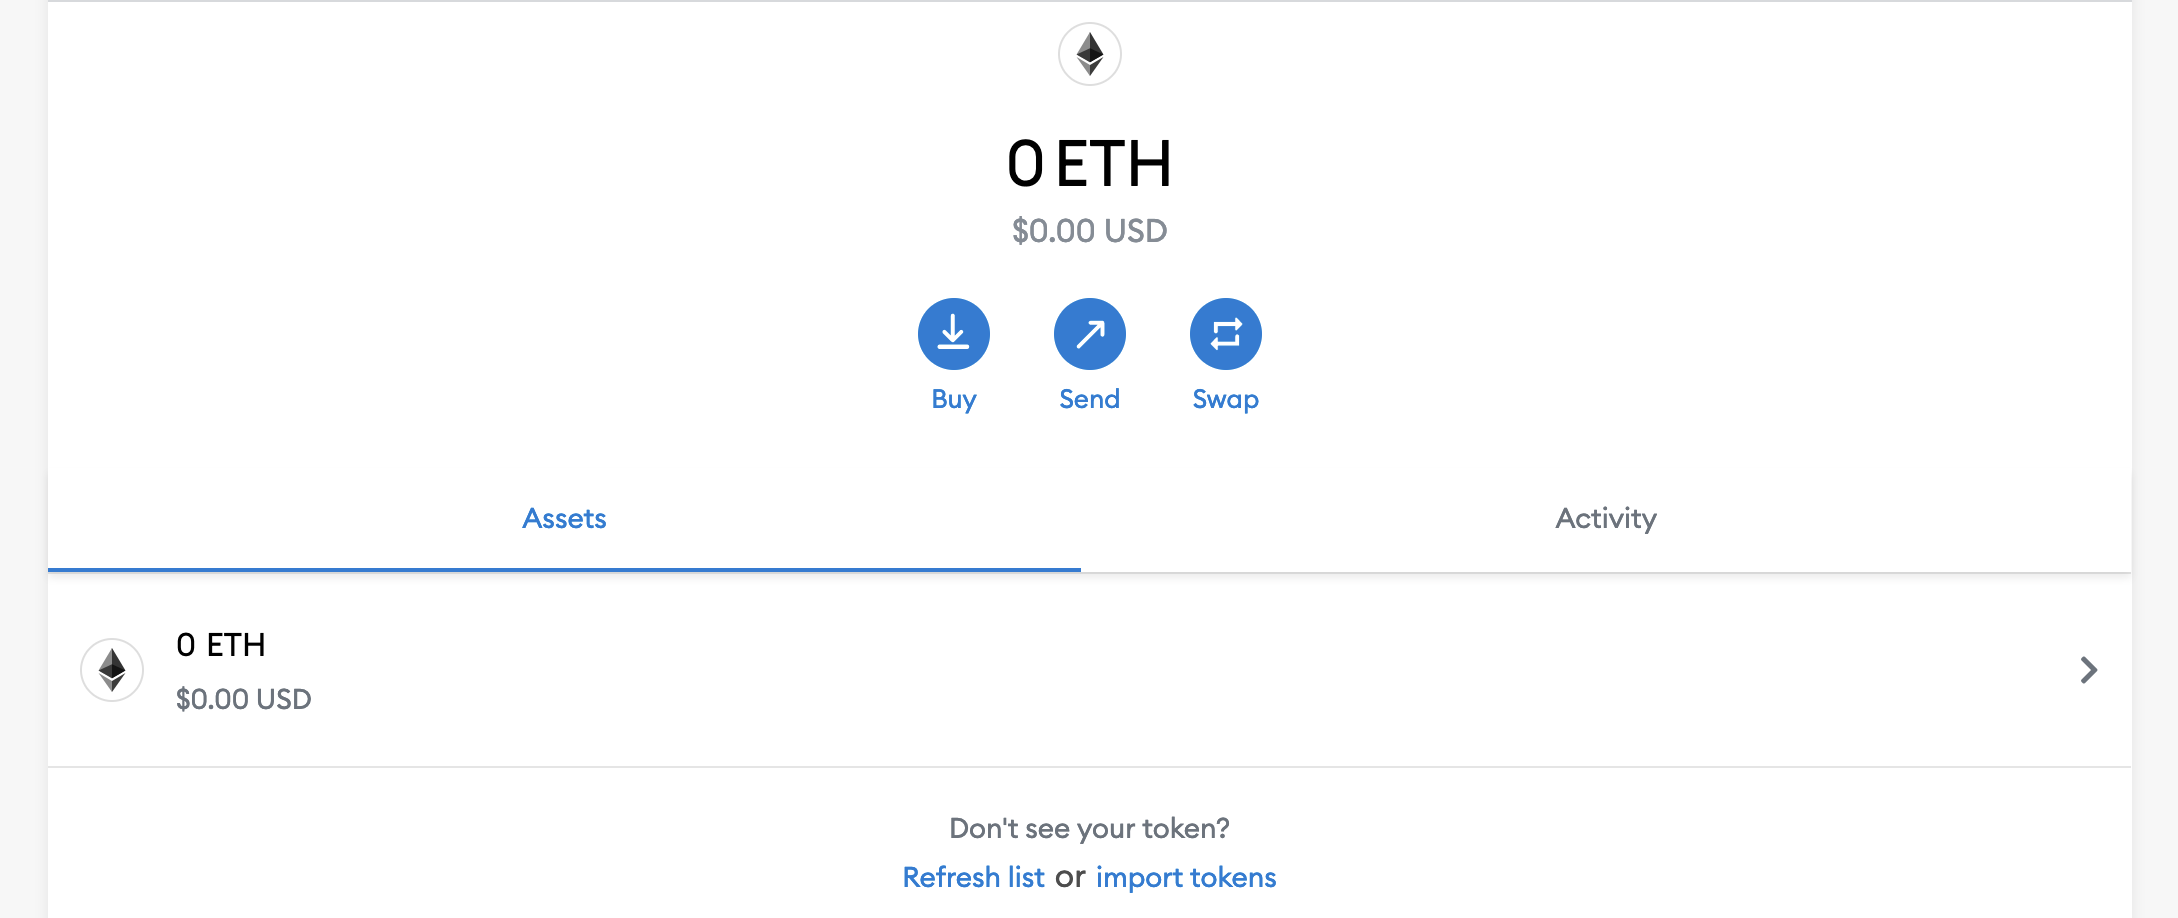 0 ETH
$0.00 USD
Buy Send Swap
Assets Activity
0 ETH
$0.00 USD
Don't see your token?
Refresh list or import tokens